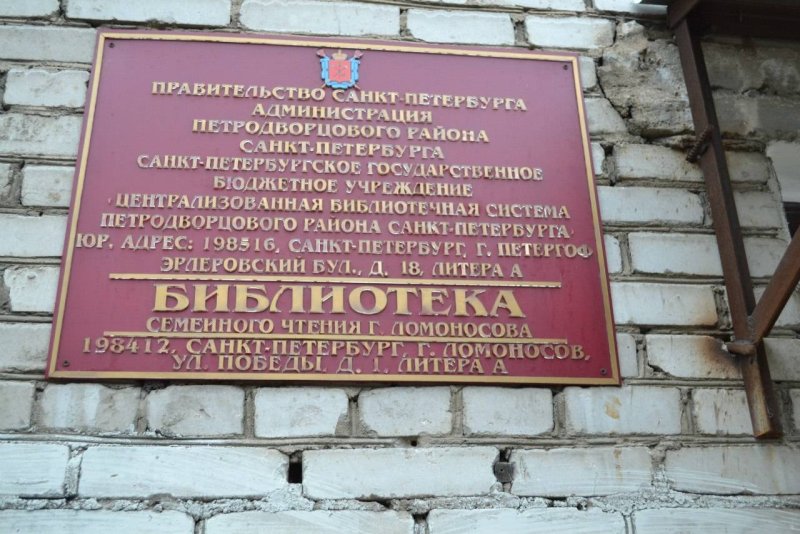 ПРАВИТЕЛЬСТВО САНКТ-ПЕТЕРБУРГА
АДМИНИСТРАЦИЯ
ПЕТРОДВОРЦОВОГО РАЙОНА
САНКТ-ПЕТЕРБУРГА
САНКТ-ПЕТЕРБУРГСКОЕ ГОСУДАРСТВЕННОЕ
БЮДЖЕТНОЕ УЧРЕЖДЕНИЕ
"ЦЕНТРАЛИЗОВАННАЯ БИБЛИОТЕЧНАЯ СИСТЕМА
ПЕТРОДВОРЦОВОГО РАЙОНА САНКТ-ПЕТЕРБУРГА"
ЮР. АДРЕС: 198516, САНКТ-ПЕТЕРБУРГ, Г. ПЕТЕРГОФ
ЭРЛЕРОВСКИЙ БУЛ., Д. 18, ЛИТЕРА А
БИБЛИОТЕКА
СЕМЕЙНОГО ЧТЕНИЯ Г. ЛОМОНОСОВА
198412, САНКТ-ПЕТЕРБУРГ, Г. ЛОМОНОСОВ,
УЛ. ПОБЕДЫ, Д. 1, ЛИТЕРА А